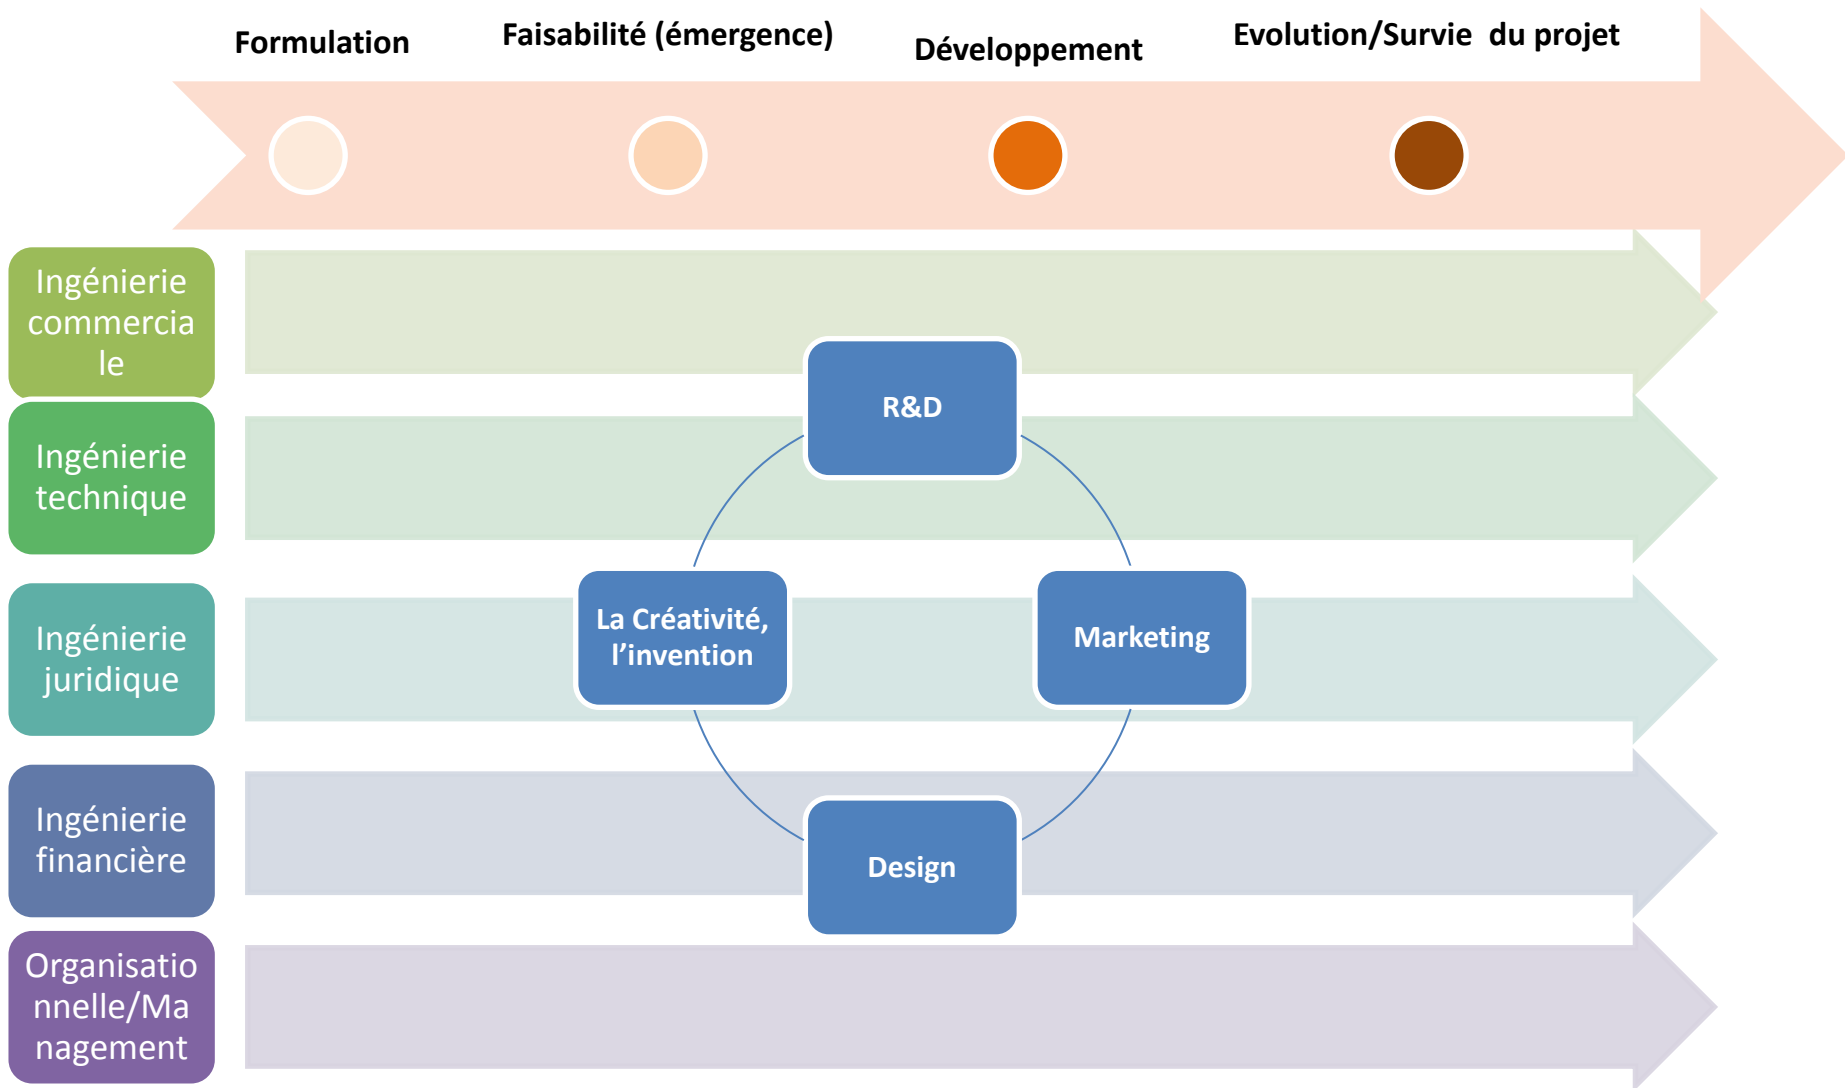 Formulation
Faisabilité (émergence)
Développement
Evolution/Survie du projet
Ingénierie
commercia
le
Ingénierie
technique
Ingénierie
juridique
Ingénierie
financière
Organisatio
nnelle/Ma
nagement
R&D
La Créativité,
l’invention
Marketing
Design